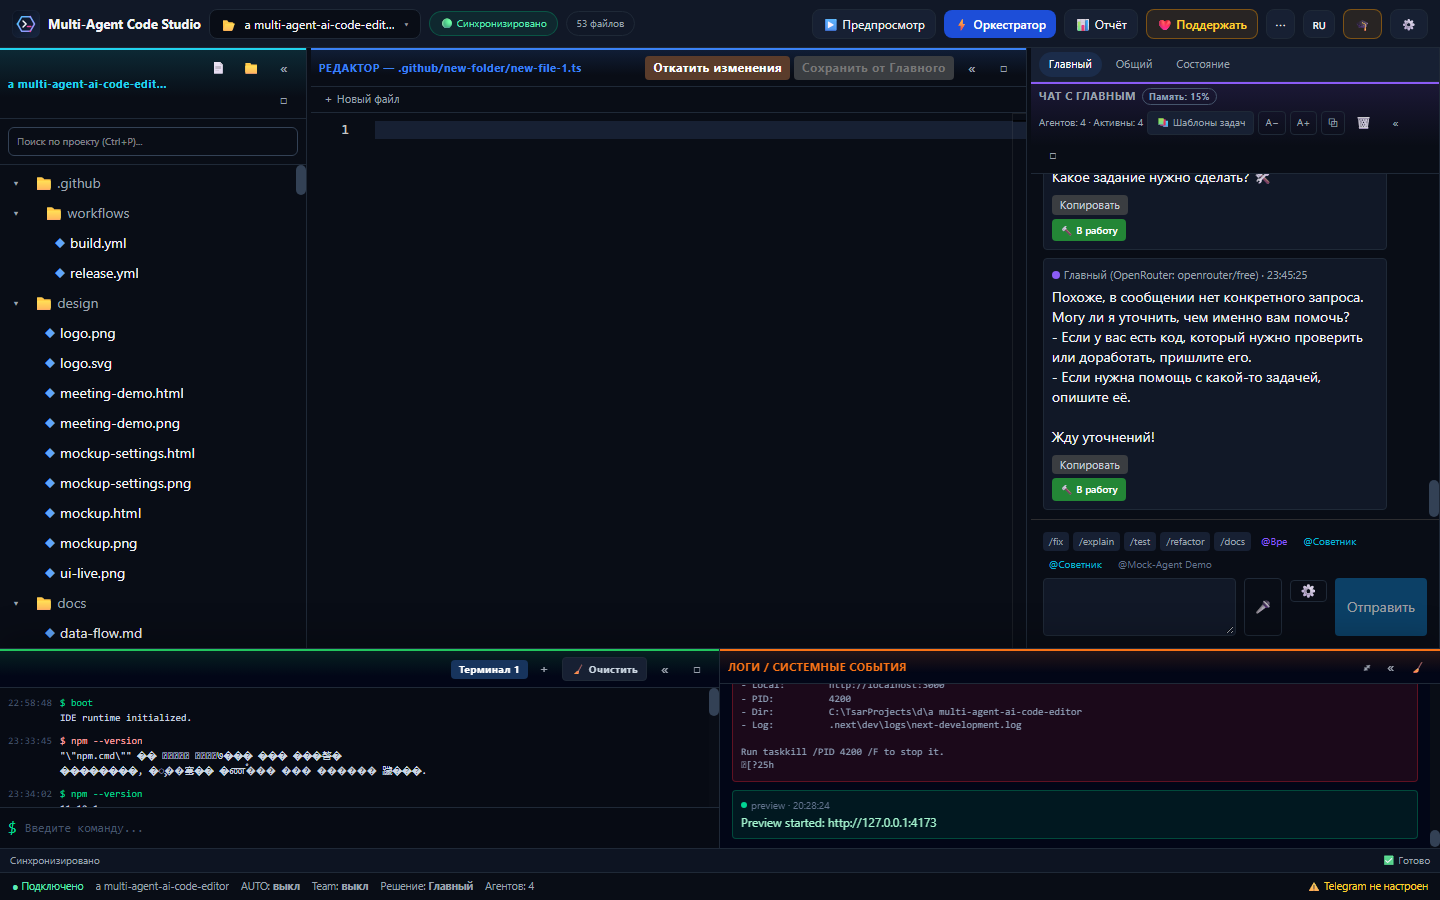 Multi-Agent Code Studio
a multi-agent-ai-code-edit...
Синхронизировано
53 файлов
Предпросмотр
Оркестратор
Отчёт
Поддержать
RU
a multi-agent-ai-code-edit...
Поиск по проекту (Ctrl+P)...
.github
workflows
build.yml
release.yml
design
logo.png
logo.svg
meeting-demo.html
meeting-demo.png
mockup-settings.html
mockup-settings.png
mockup.html
mockup.png
ui-live.png
docs
data-flow.md
РЕДАКТОР — .github/new-folder/new-file-1.ts
Откатить изменения
Сохранить от Главного
+ Новый файл
1
Главный
Общий
Состояние
ЧАТ С ГЛАВНЫМ
Память: 15%
Агентов: 4 · Активны: 4
Шаблоны задач
A−
A+
Какое задание нужно сделать?
Копировать
В работу
Главный (OpenRouter: openrouter/free) · 23:45:25
Похоже, в сообщении нет конкретного запроса.
Могу ли я уточнить, чем именно вам помочь?
- Если у вас есть код, который нужно проверить
или доработать, пришлите его.
- Если нужна помощь с какой-то задачей,
опишите её.
Жду уточнений!
Копировать
В работу
/fix /explain /test /refactor /docs @Вре @Советник
@Советник @Mock-Agent Demo
Отправить
Терминал 1
+
Очистить
22:58:48 $ boot
IDE runtime initialized.
23:33:45 $ npm --version
"\"npm.cmd\""
23:34:02 $ npm --version
$ Введите команду...
ЛОГИ / СИСТЕМНЫЕ СОБЫТИЯ
- Local: http://localhost:3000
- PID: 4200
- Dir: C:\TsarProjects\d\a multi-agent-ai-code-editor
- Log: .next\dev\logs\next-development.log
Run taskkill /PID 4200 /F to stop it.
[?25h
preview · 20:28:24
Preview started: http://127.0.0.1:4173
Синхронизировано
Готово
Подключено
a multi-agent-ai-code-editor
AUTO: выкл
Team: выкл
Решение: Главный
Агентов: 4
Telegram не настроен